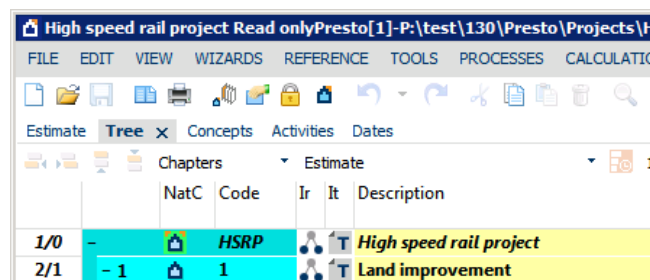 High speed rail project Read onlyPresto[1]-P:\test\130\Presto\Projects\H
FILE EDIT VIEW WIZARDS REFERENCE TOOLS PROCESSES CALCULATIO
Estimate Tree x Concepts Activities Dates
Chapters Estimate 1
NatC Code Ir It Description
1/0 - HSRP T High speed rail project
2/1 - 1 1 T Land improvement